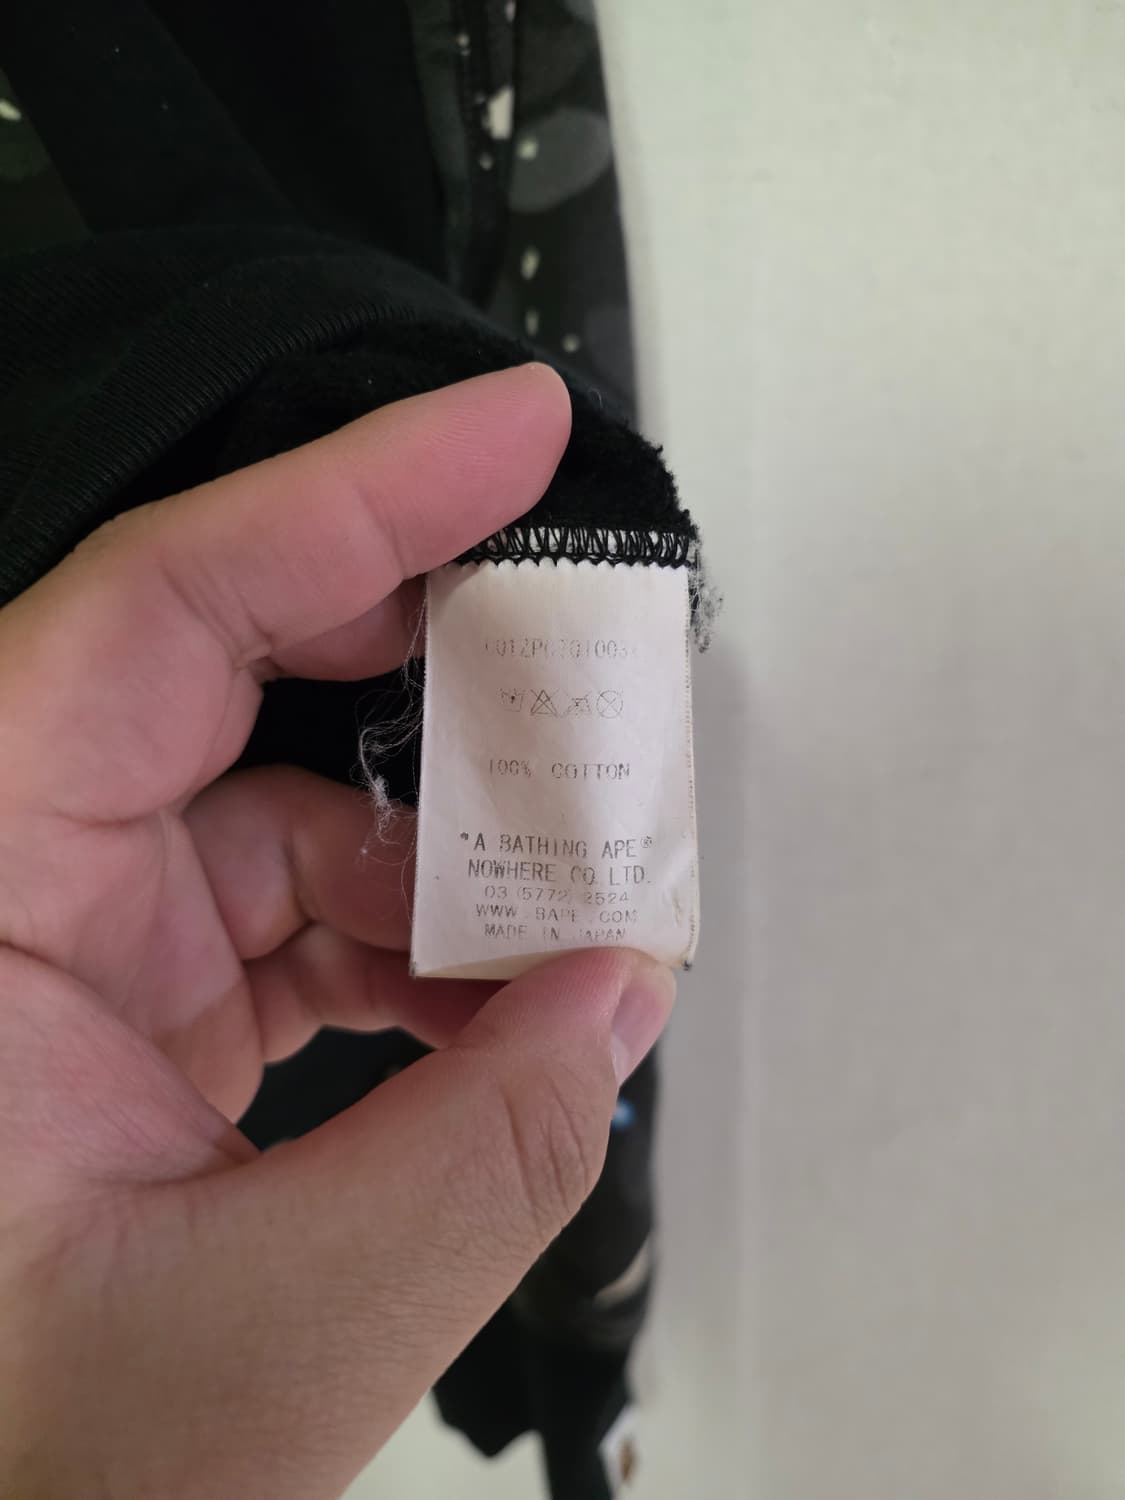 100% COTTON
"A BATHING APE®
NOWHERE CO. LTD.
03 (5772) 2524
WWW.BAPE.COM
MADE IN JAPAN